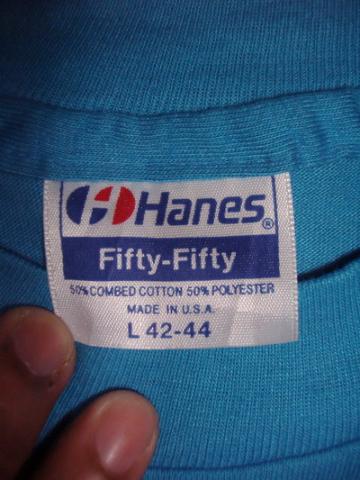 Hanes®
Fifty-Fifty
50% COMBED COTTON 50% POLYESTER
MADE IN U.S.A.
L 42-44